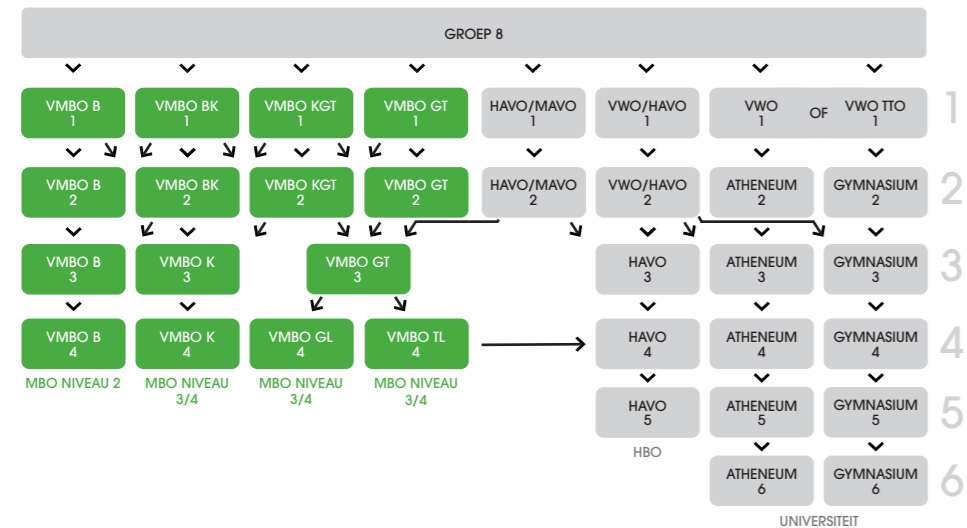 GROEP 8
VMBO B
1
VMBO BK
1
VMBO KGT
1
VMBO GT
1
HAVO/MAVO
1
VWO/HAVO
1
VWO
1
OF
VWO TTO
1
1
VMBO B
2
VMBO BK
2
VMBO KGT
2
VMBO GT
2
HAVO/MAVO
2
VWO/HAVO
2
ATHENEUM
2
GYMNASIUM
2
2
VMBO B
3
VMBO K
3
VMBO GT
3
HAVO
3
ATHENEUM
3
GYMNASIUM
3
3
VMBO B
4
VMBO K
4
VMBO GL
4
VMBO TL
4
HAVO
4
ATHENEUM
4
GYMNASIUM
4
4
MBO NIVEAU 2
MBO NIVEAU
3/4
MBO NIVEAU
3/4
MBO NIVEAU
3/4
HAVO
5
ATHENEUM
5
GYMNASIUM
5
5
HBO
ATHENEUM
6
GYMNASIUM
6
6
UNIVERSITEIT